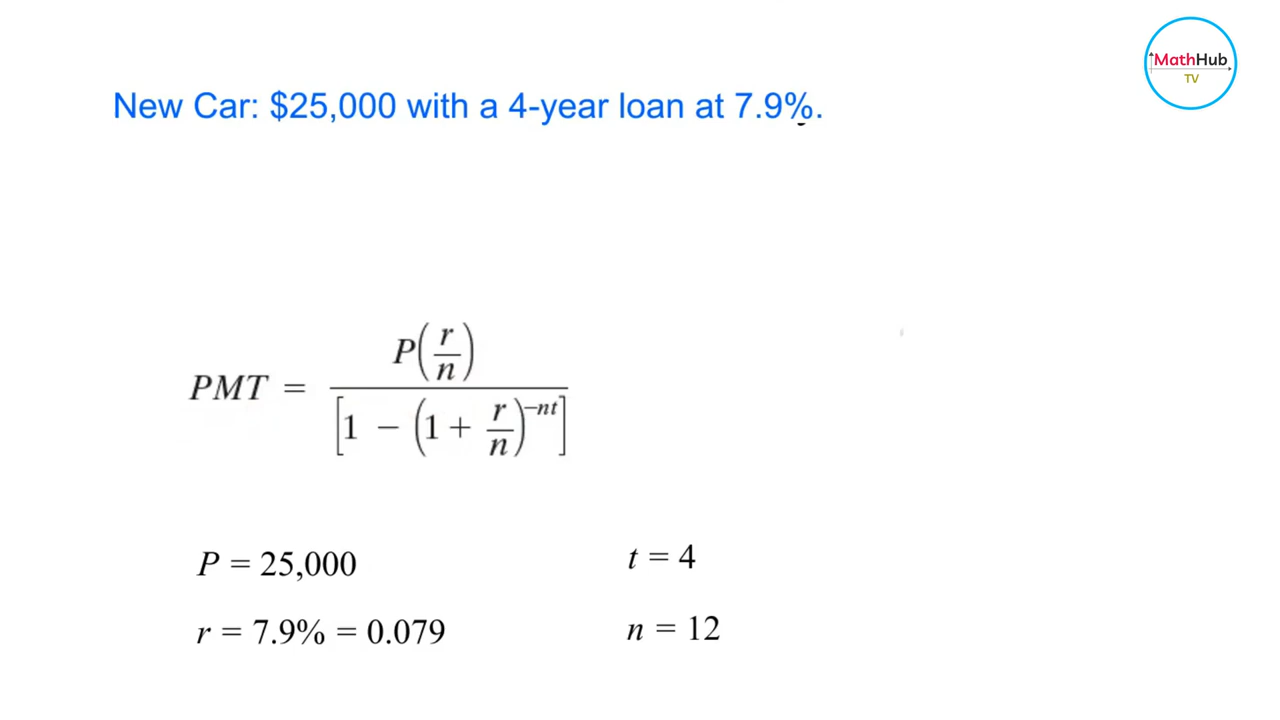 MathHub
TV
New Car: $25,000 with a 4-year loan at 7.9%.
PMT = P(r/n) / [1 − (1 + r/n)^−nt]
P = 25,000
t = 4
r = 7.9% = 0.079
n = 12